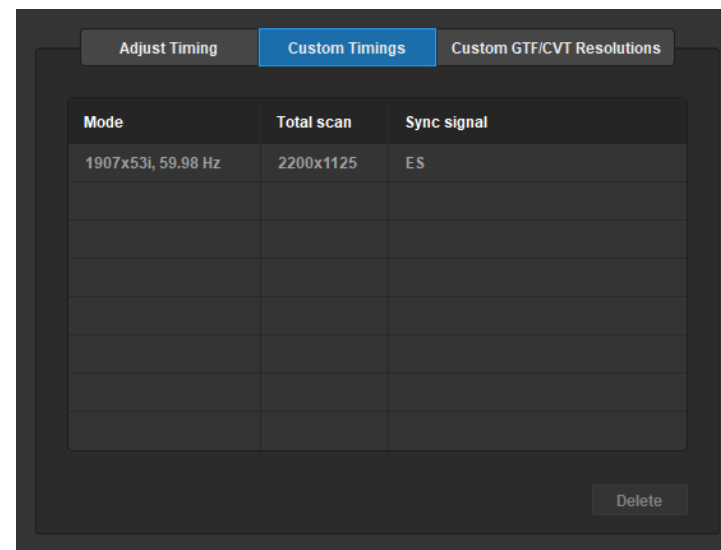 Adjust Timing Custom Timings Custom GTF/CVT Resolutions
Mode Total scan Sync signal
1907x53i, 59.98 Hz 2200x1125 ES
Delete